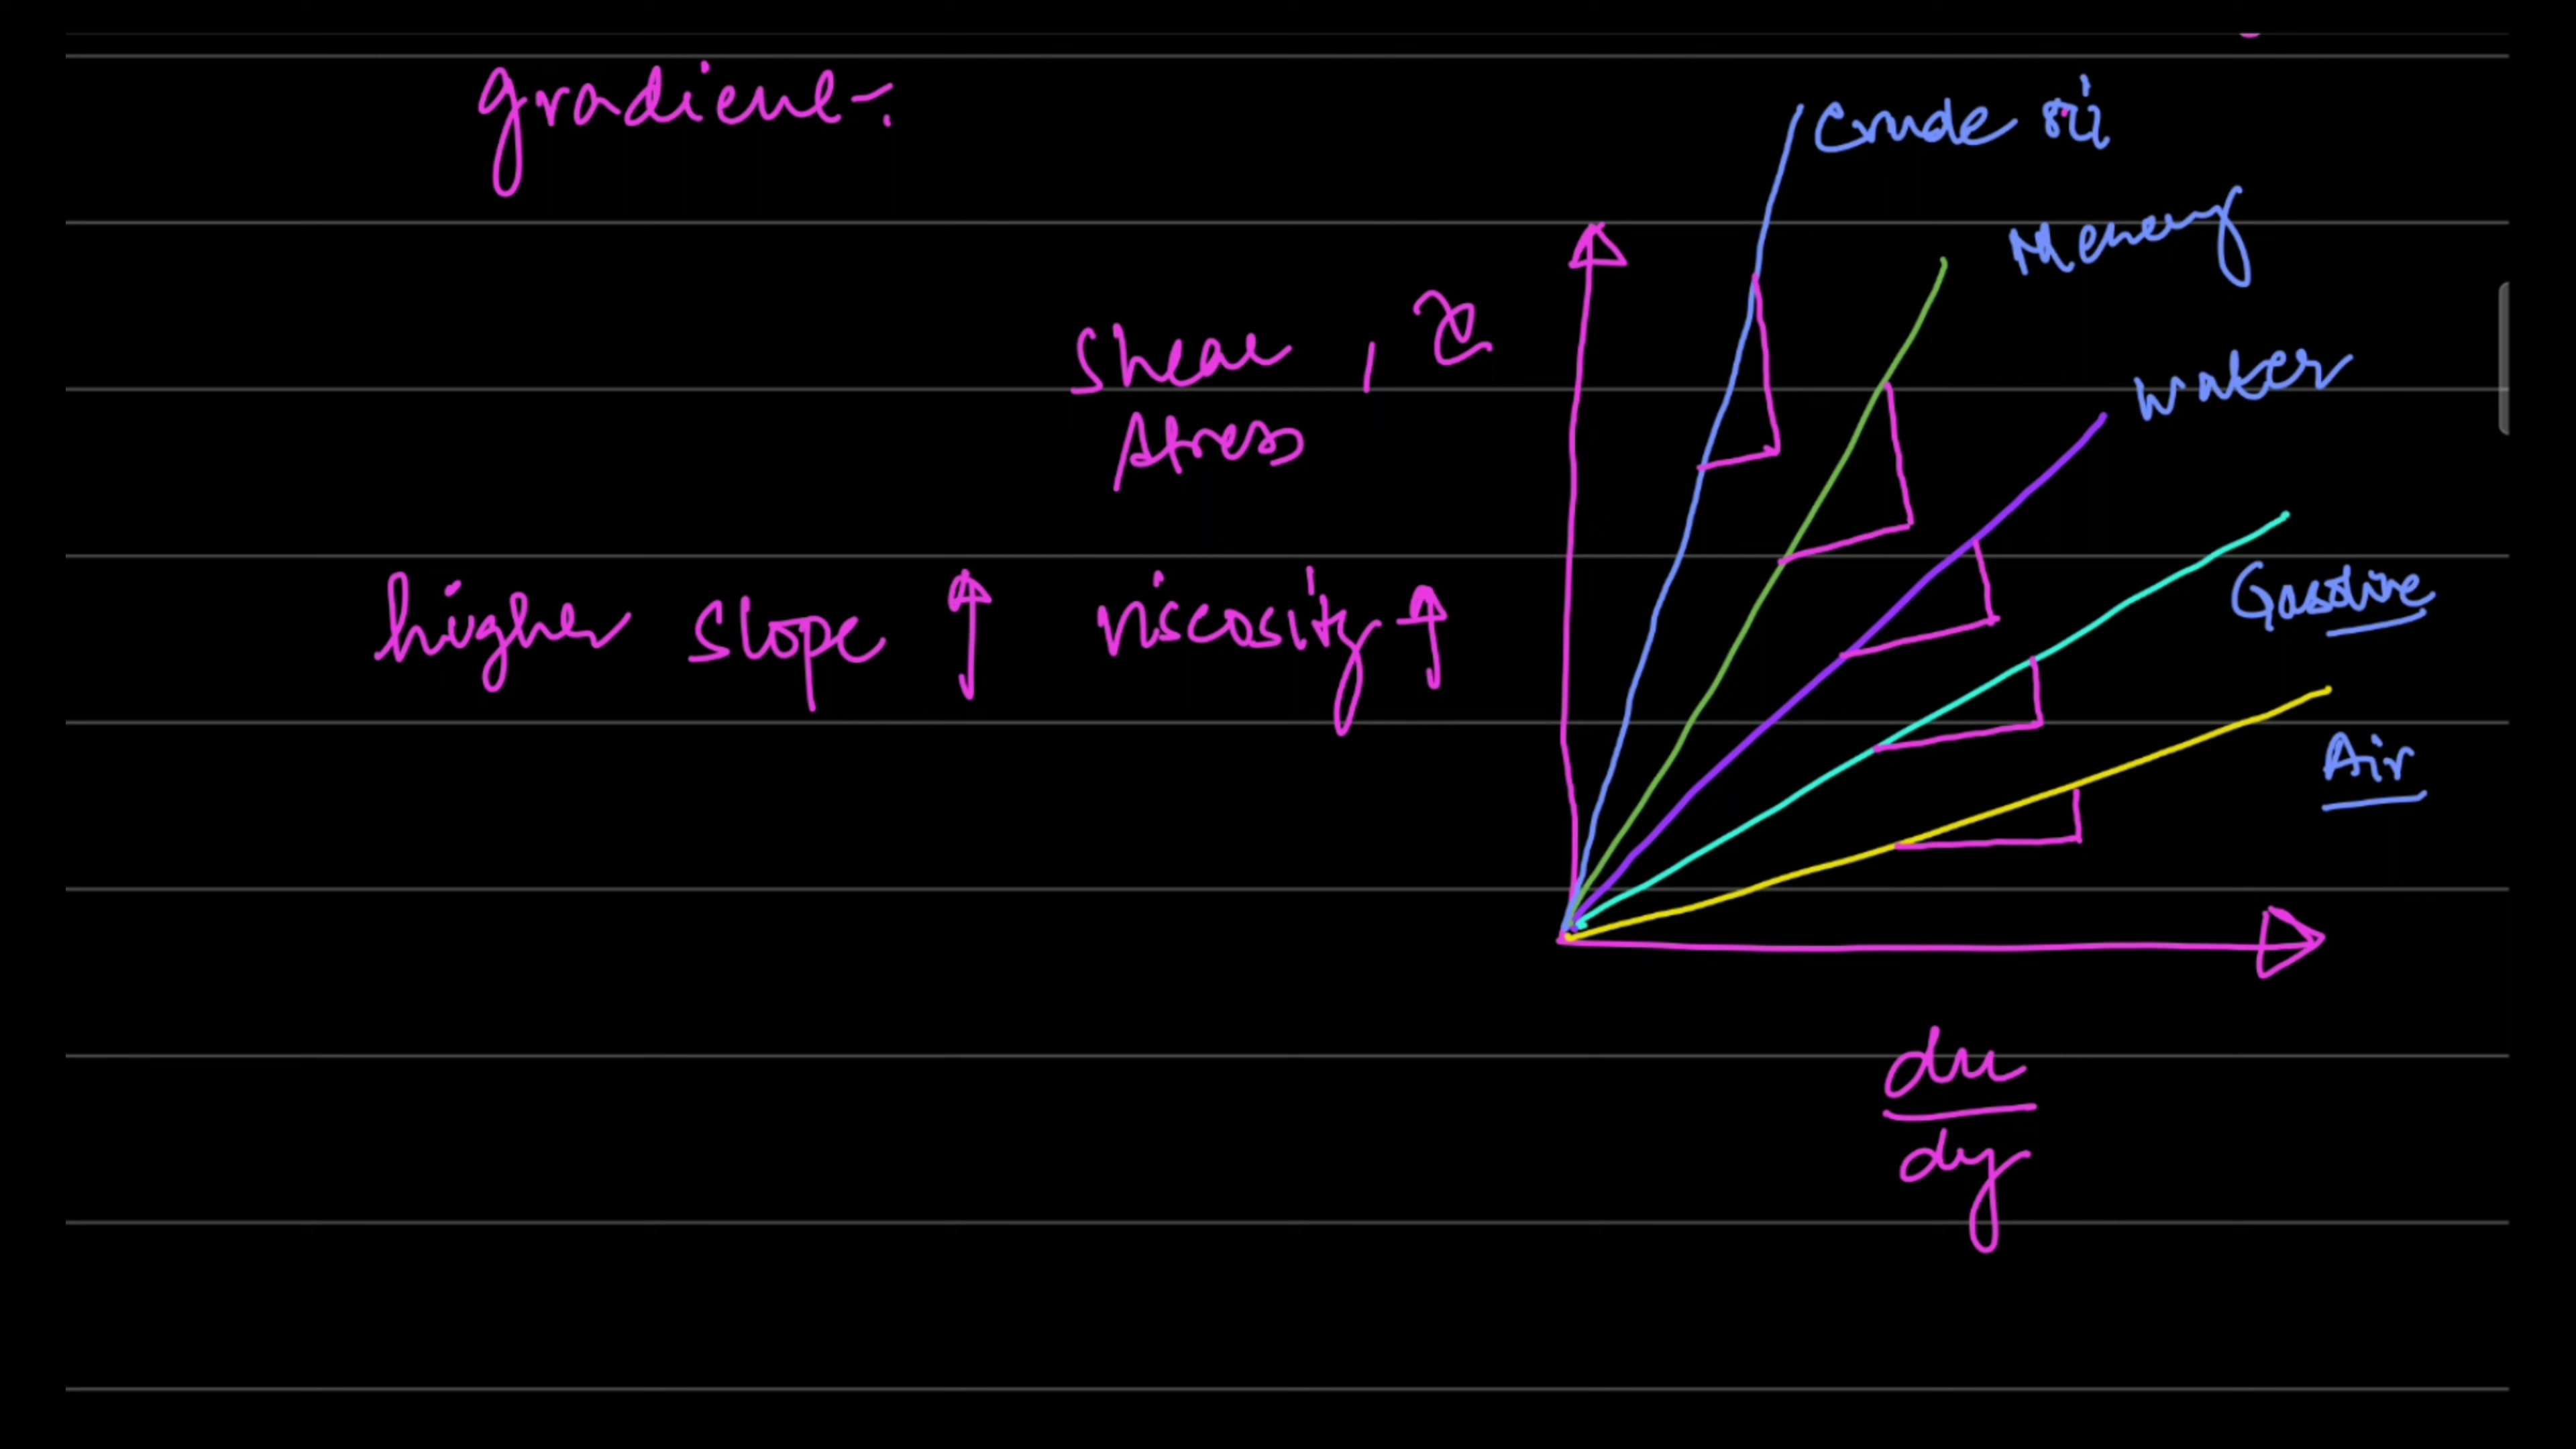 gradient-:
Crude oil
Mercury
Water
Shear , τ
stress
Gasoline
higher slope ↑ viscosity ↑
Air
du
dy